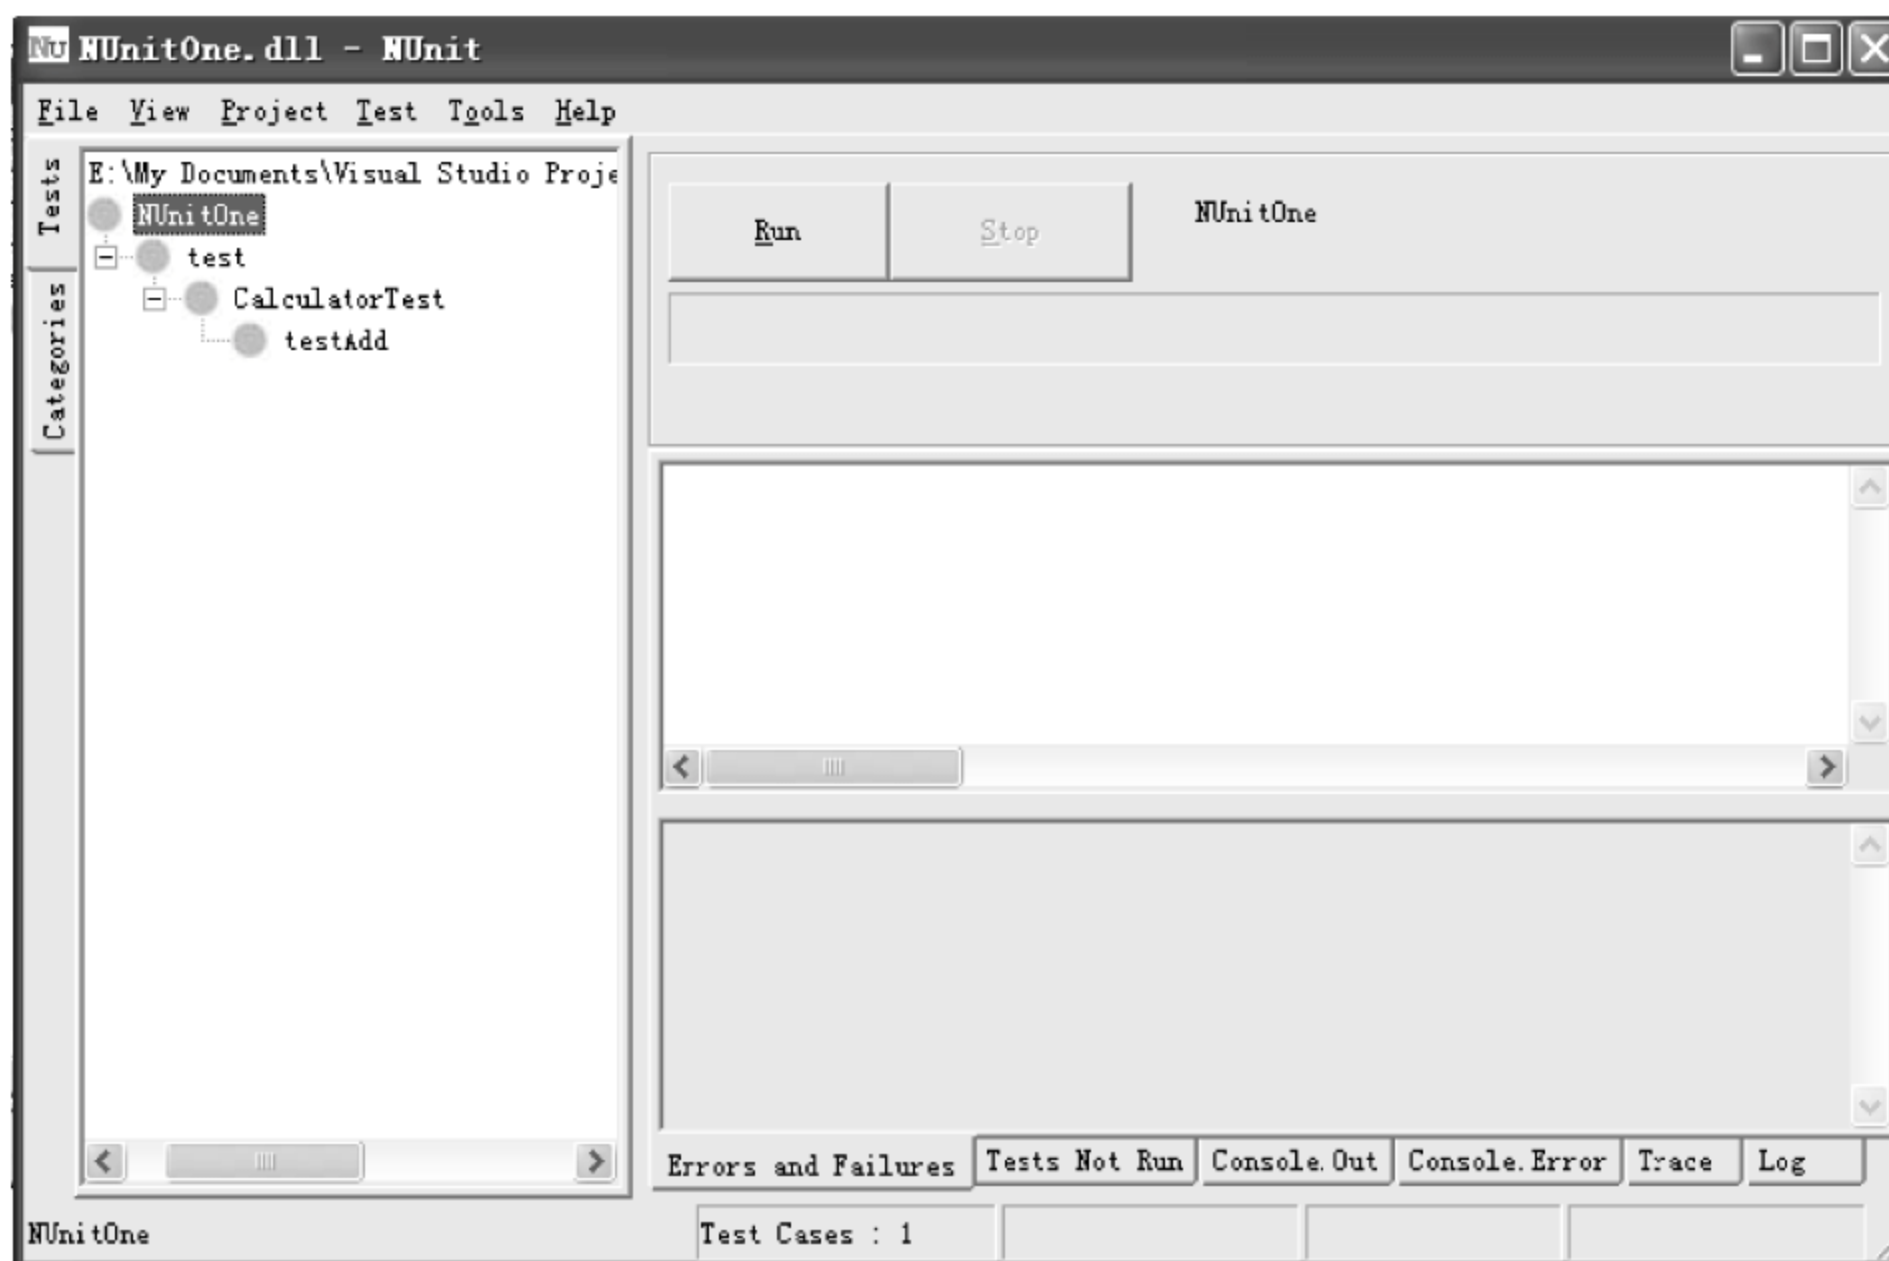 Nu NUnitOne.dll - NUnit
File View Project Test Tools Help
Tests
Categories
E:\My Documents\Visual Studio Proje
NUnitOne
test
CalculatorTest
testAdd
Run Stop NUnitOne
Errors and Failures Tests Not Run Console.Out Console.Error Trace Log
NUnitOne Test Cases : 1